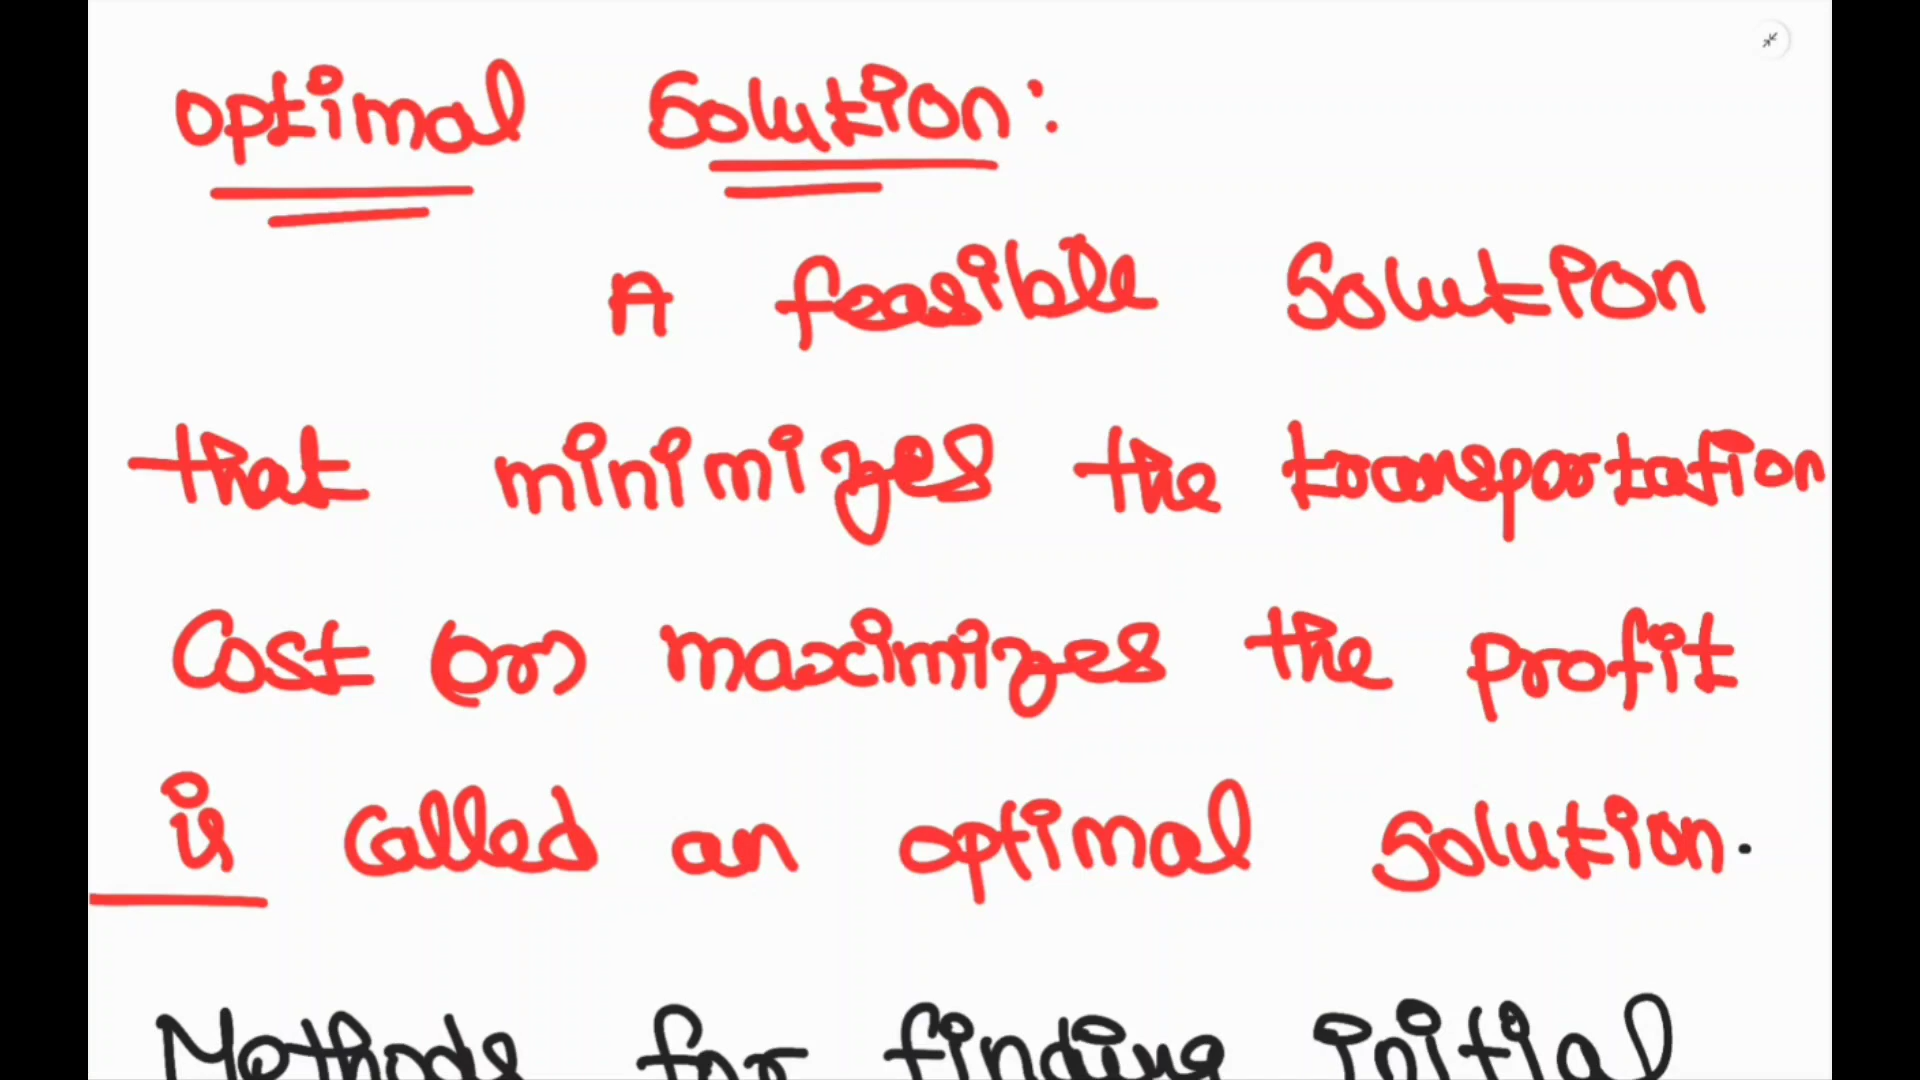 optimal Solution:
A feasible Solution
that minimizes the transportation
Cost (or) maximizes the profit
is called an optimal solution.
Methods for finding initial